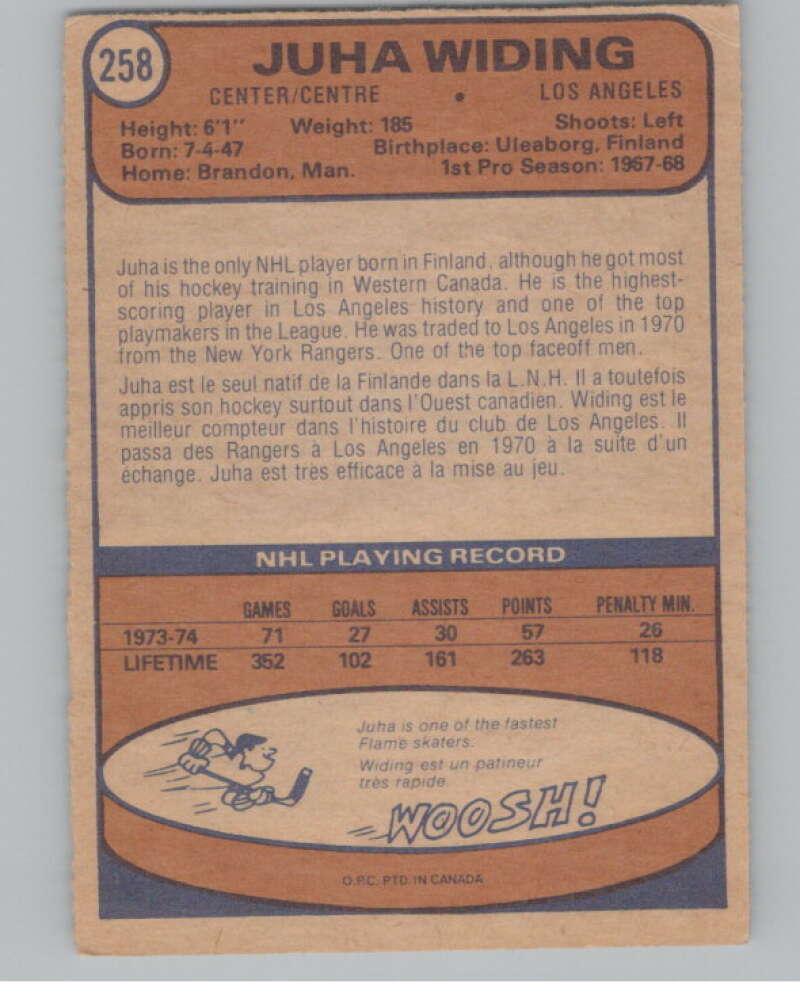 258
JUHA WIDING
CENTER/CENTRE • LOS ANGELES
Height: 6'1" Weight: 185 Shoots: Left
Born: 7-4-47 Birthplace: Uleaborg, Finland
Home: Brandon, Man. 1st Pro Season: 1967-68
Juha is the only NHL player born in Finland, although he got most
of his hockey training in Western Canada. He is the highest-
scoring player in Los Angeles history and one of the top
playmakers in the League. He was traded to Los Angeles in 1970
from the New York Rangers. One of the top faceoff men.
Juha est le seul natif de la Finlande dans la L.N.H. Il a toutefois
appris son hockey surtout dans l'Ouest canadien. Widing est le
meilleur compteur dans l'histoire du club de Los Angeles. Il
passa des Rangers à Los Angeles en 1970 à la suite d'un
échange. Juha est très efficace à la mise au jeu.
NHL PLAYING RECORD
GAMES GOALS ASSISTS POINTS PENALTY MIN.
1973-74 71 27 30 57 26
LIFETIME 352 102 161 263 118
Juha is one of the fastest
Flame skaters.
Widing est un patineur
très rapide.
WOOSH!
O.P.C. PTD. IN CANADA